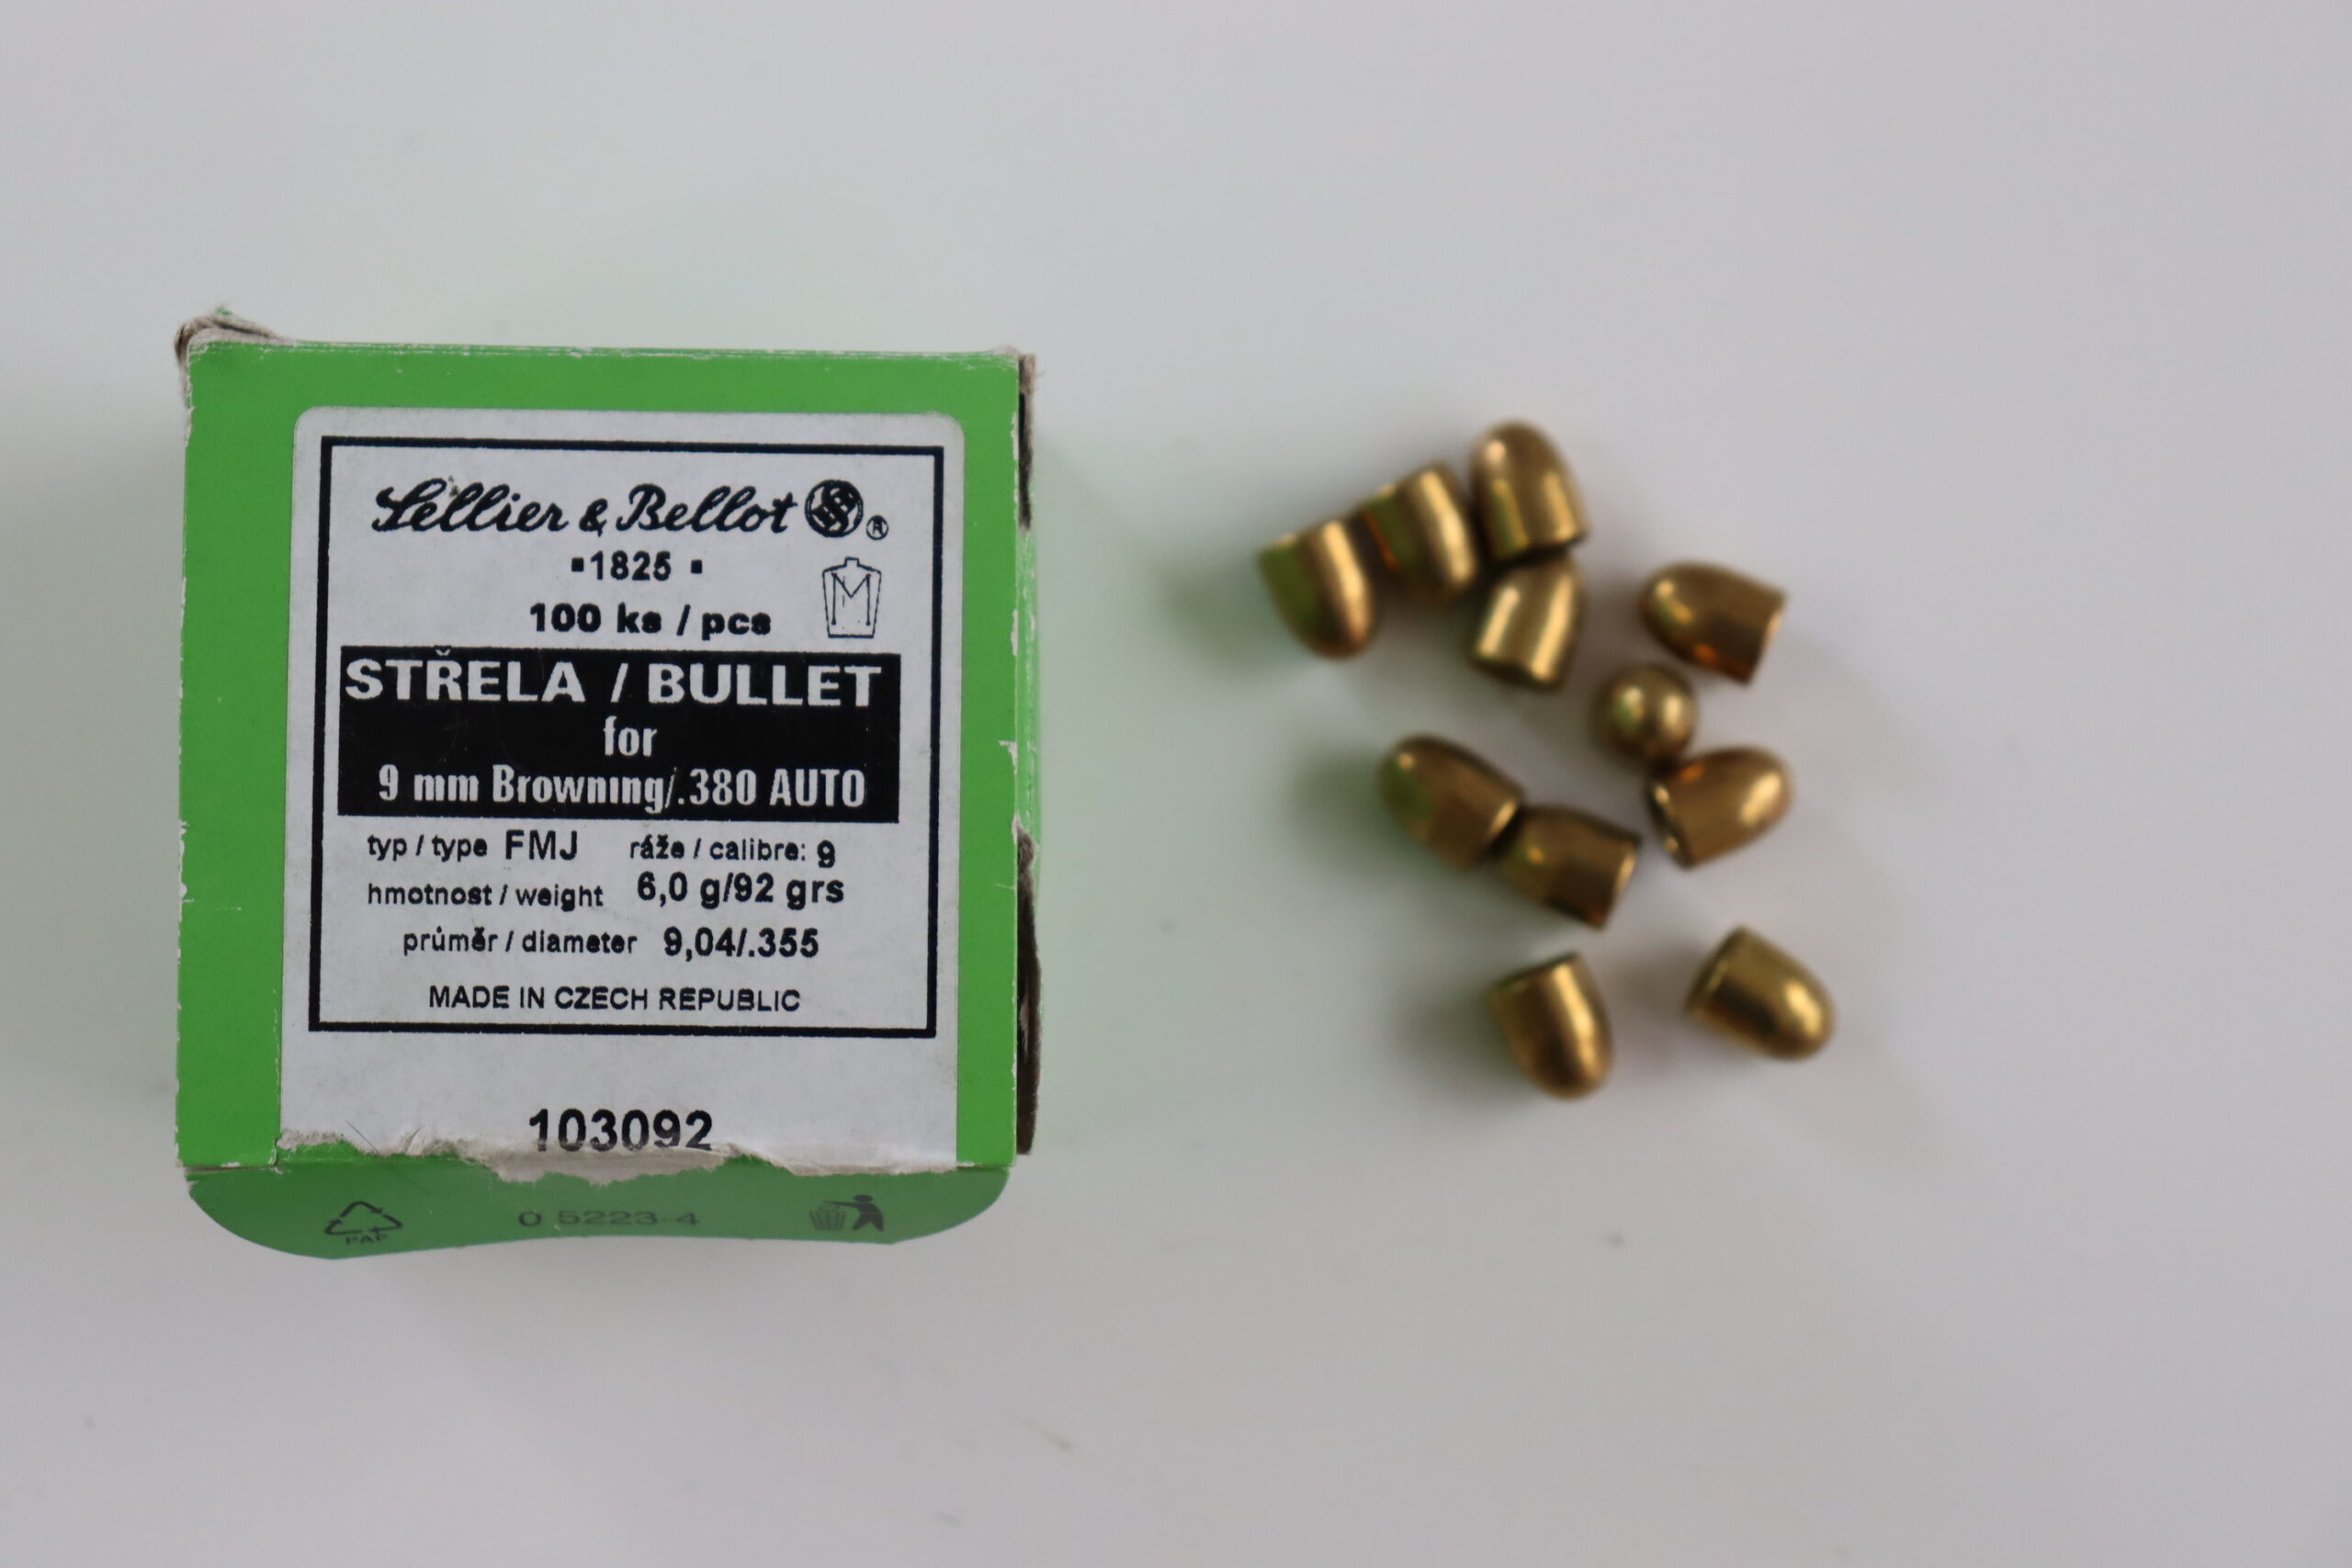 Sellier & Bellot ®
▪1825▪
100 ks / pcs
M
STŘELA / BULLET
for
9 mm Browning/.380 AUTO
typ / type FMJ ráže / calibre: 9
hmotnost / weight 6,0 g/92 grs
průměr / diameter 9,04/.355
MADE IN CZECH REPUBLIC
103092
PAP 0 5223-4